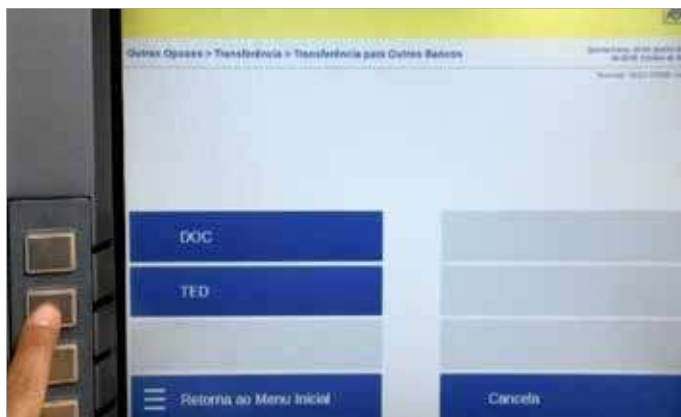 Outras Opções > Transferência > Transferência para Outros Bancos
DOC
TED
Retorna ao Menu Inicial
Cancela